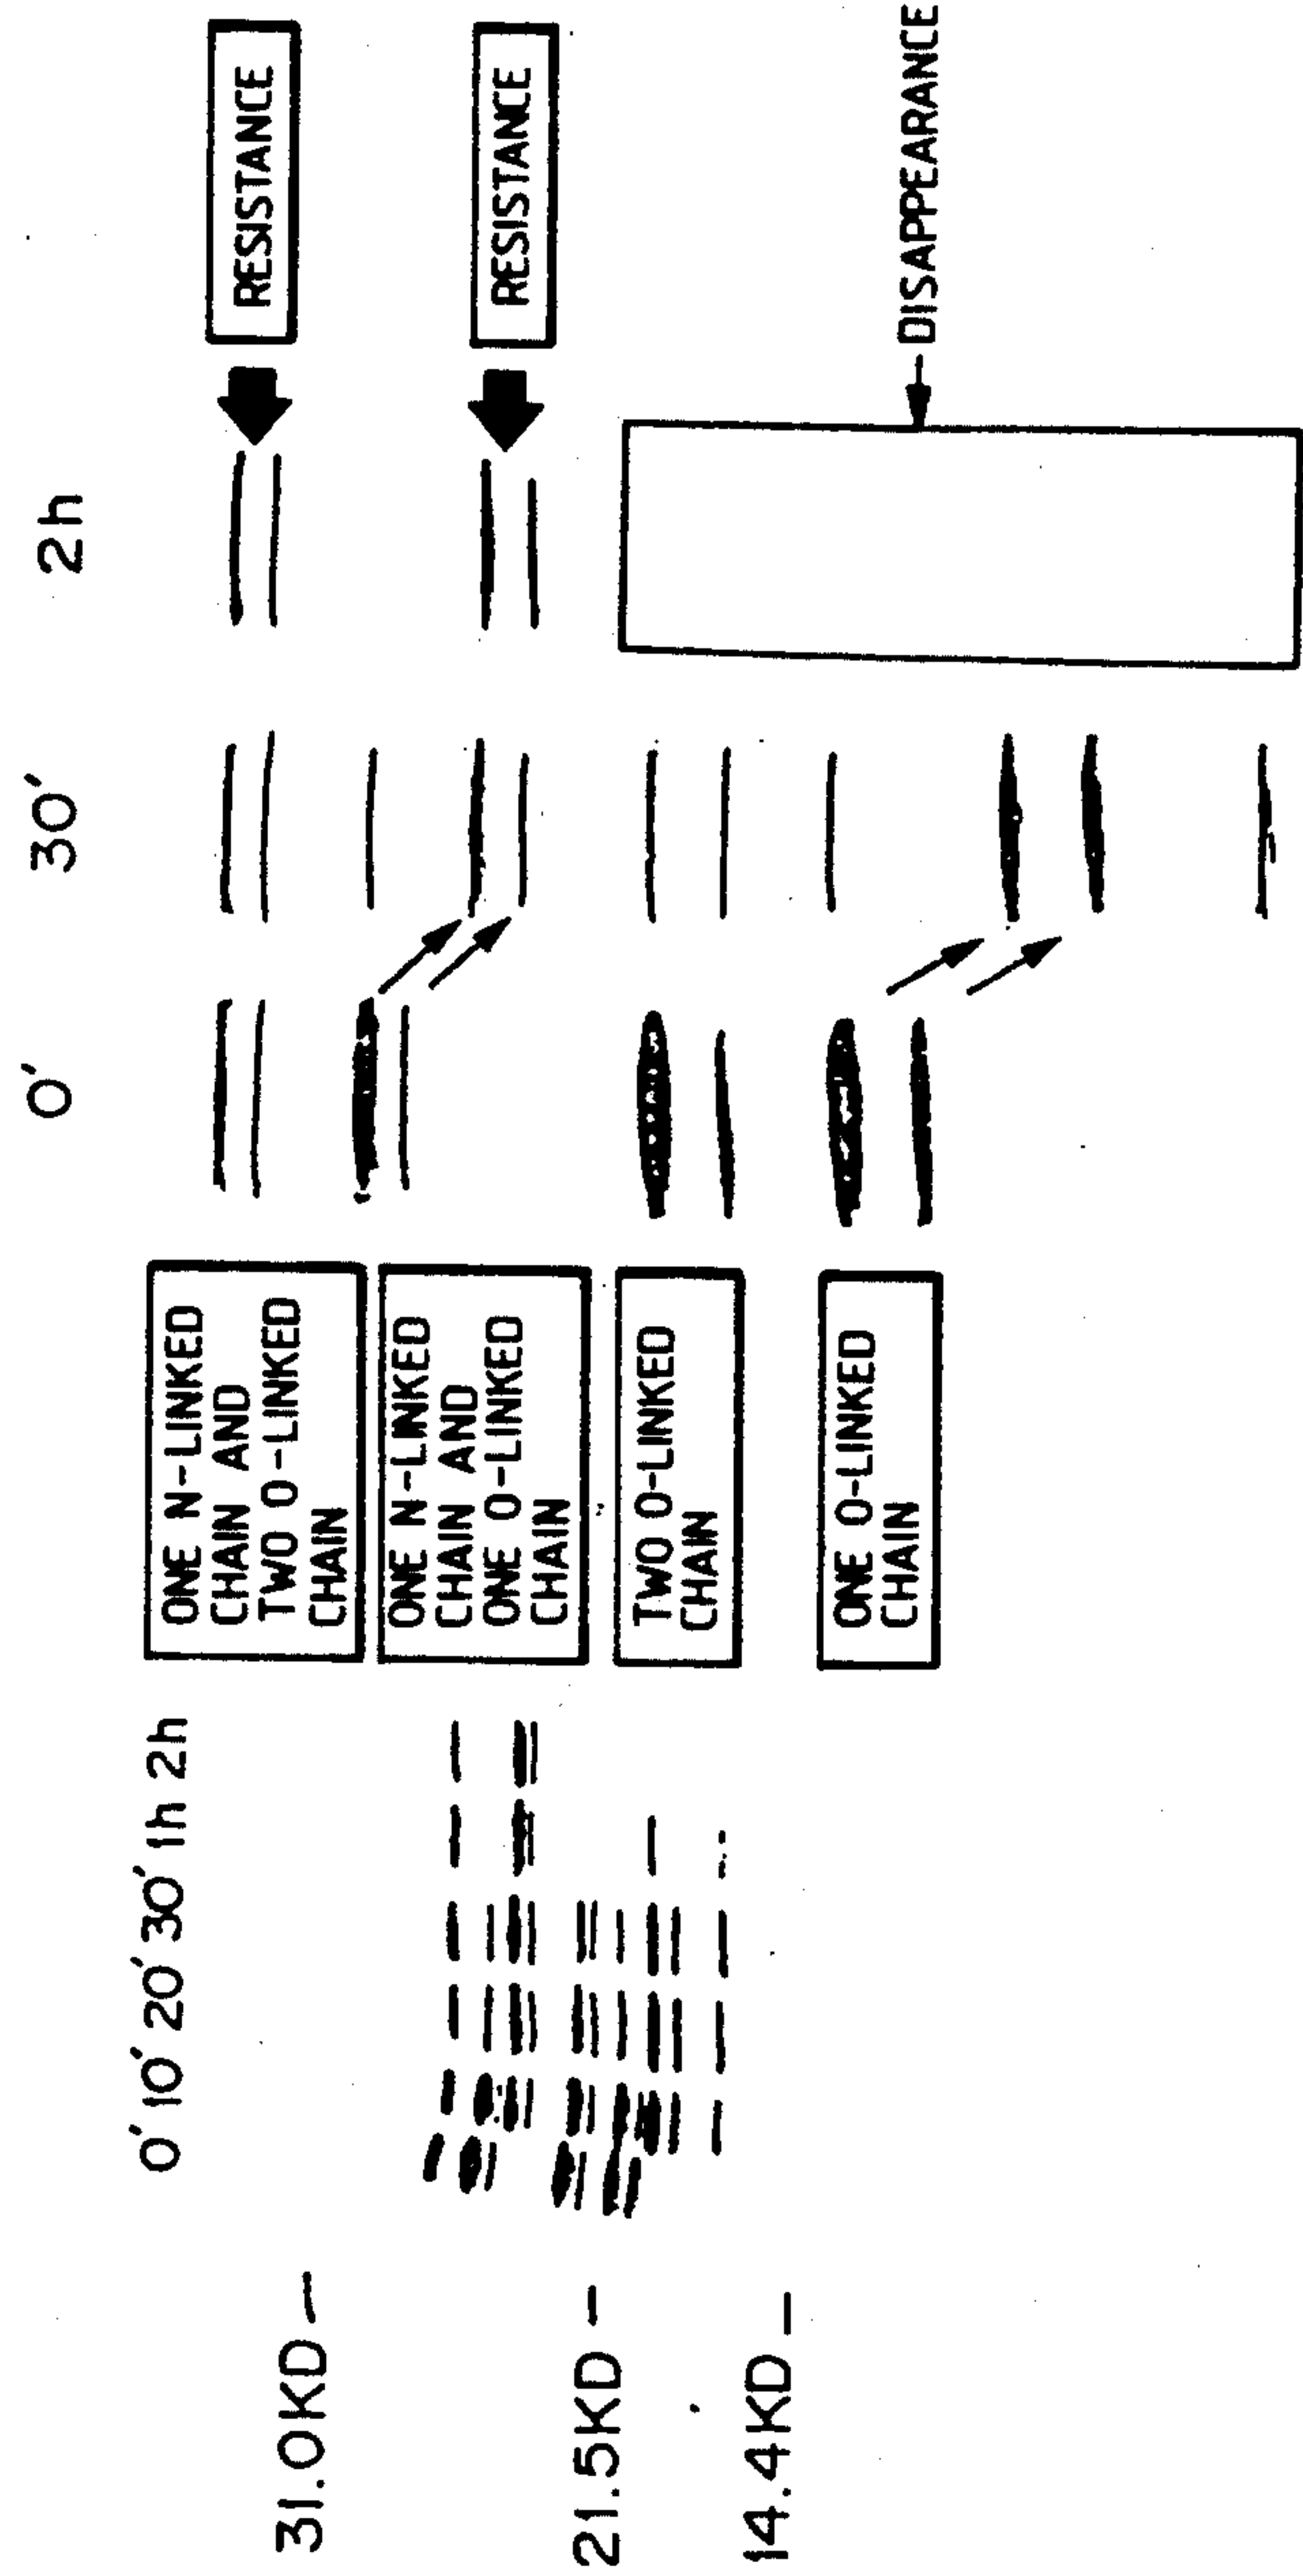 0' 10' 20' 30' 1h 2h
31.0KD
21.5KD
14.4KD
0'
30'
2h
ONE N-LINKED
CHAIN AND
TWO O-LINKED
CHAIN
ONE N-LINKED
CHAIN AND
ONE O-LINKED
CHAIN
TWO O-LINKED
CHAIN
ONE O-LINKED
CHAIN
RESISTANCE
RESISTANCE
DISAPPEARANCE